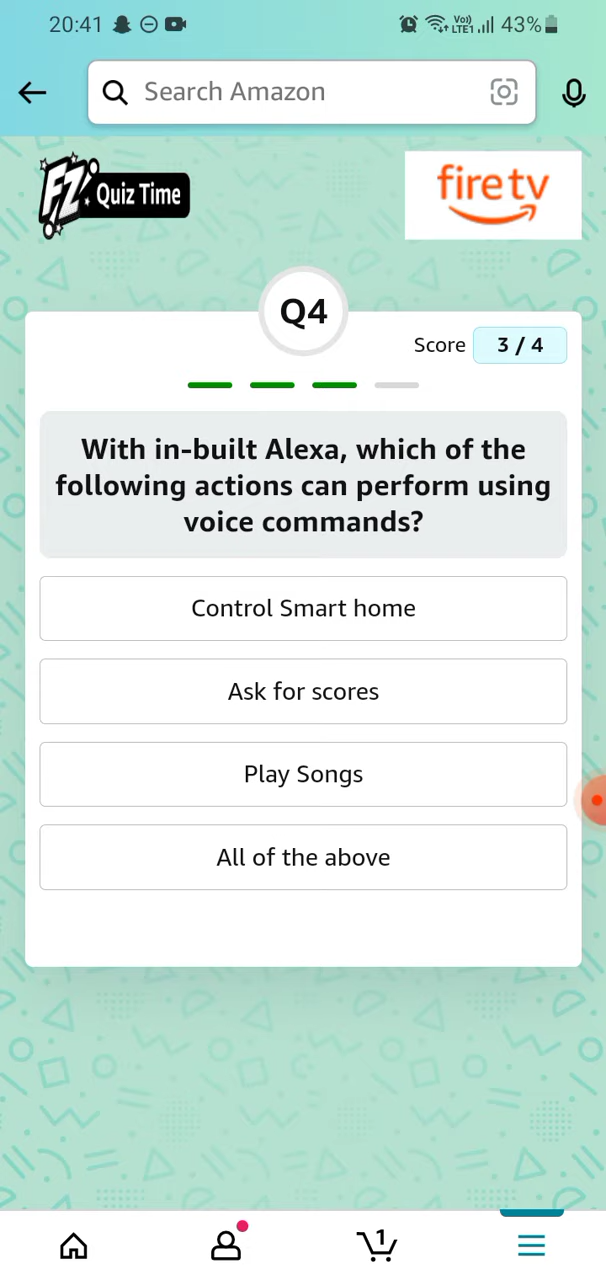 20:41
Vo))
LTE1
43%
Search Amazon
FZ Quiz Time
fire tv
Q4
Score 3 / 4
With in-built Alexa, which of the
following actions can perform using
voice commands?
Control Smart home
Ask for scores
Play Songs
All of the above
1